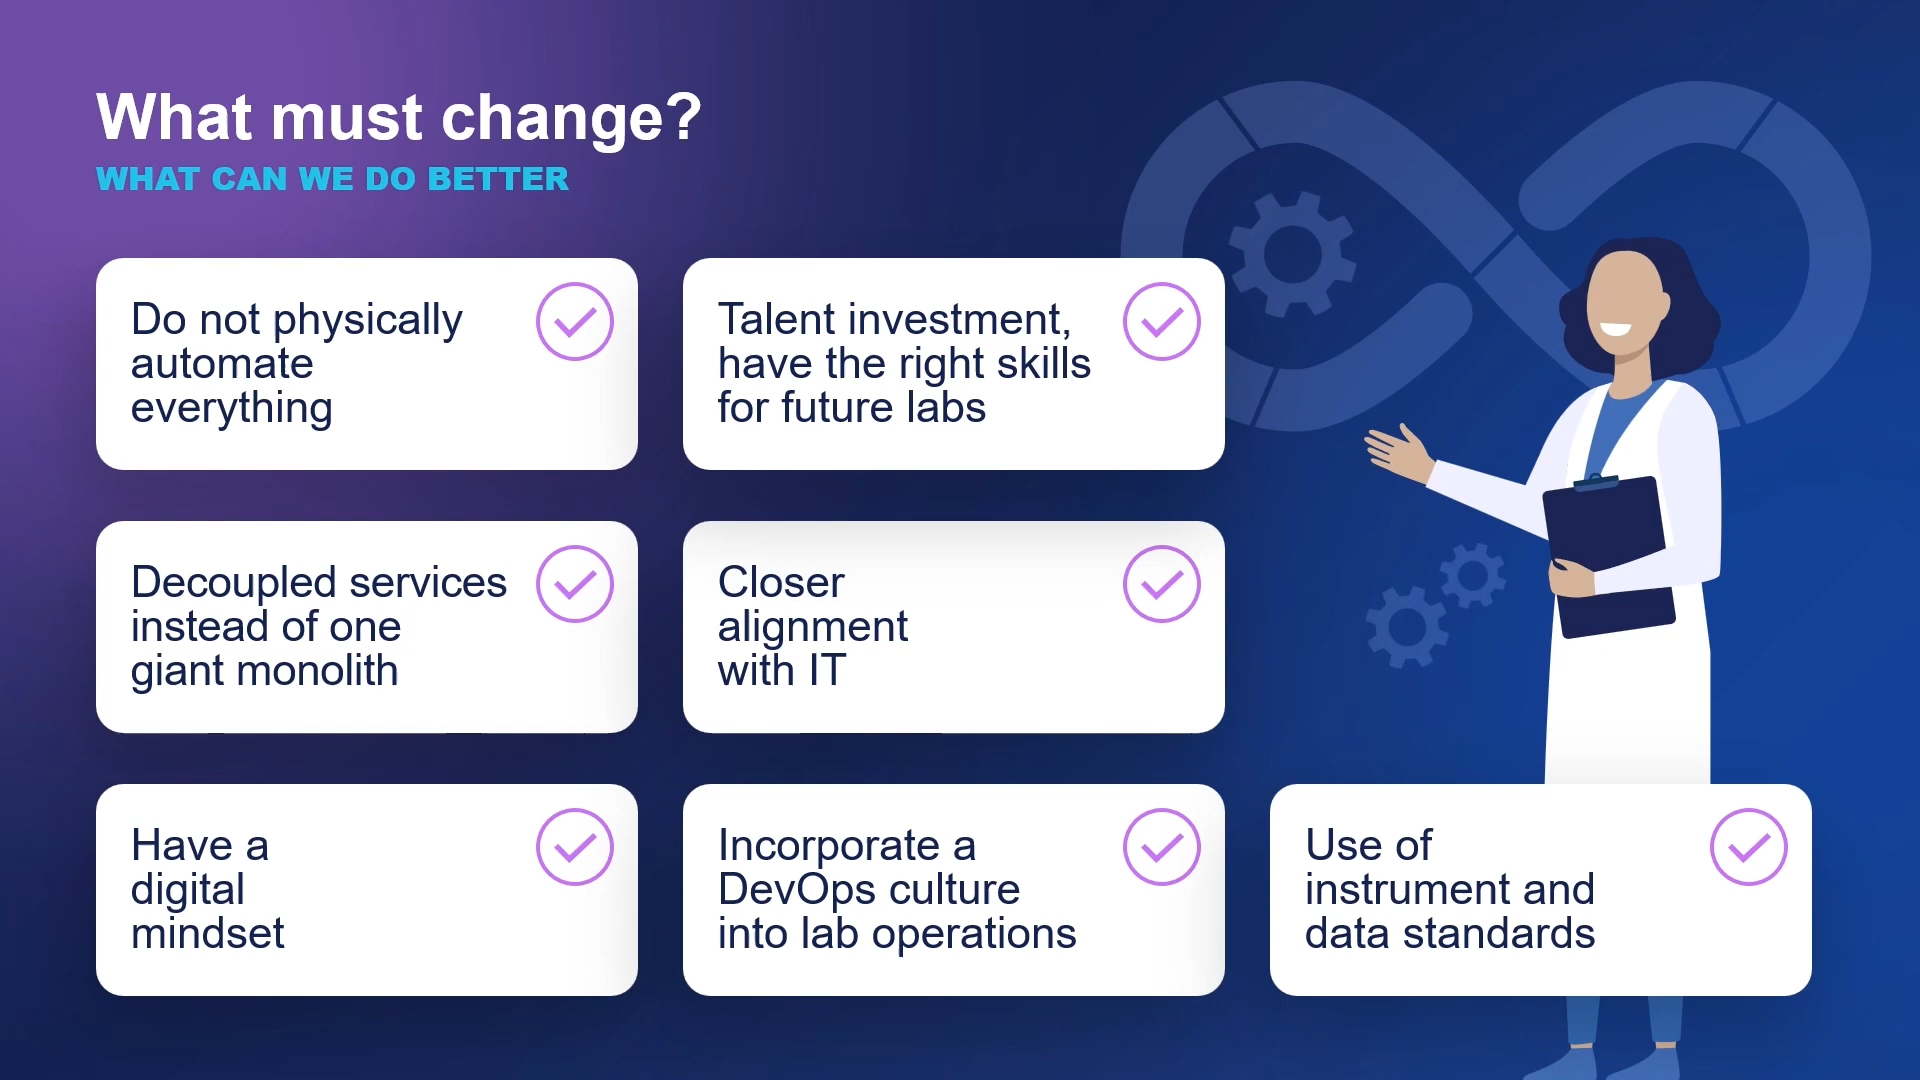 What must change?
WHAT CAN WE DO BETTER
Do not physically
automate
everything
Talent investment,
have the right skills
for future labs
Decoupled services
instead of one
giant monolith
Closer
alignment
with IT
Have a
digital
mindset
Incorporate a
DevOps culture
into lab operations
Use of
instrument and
data standards